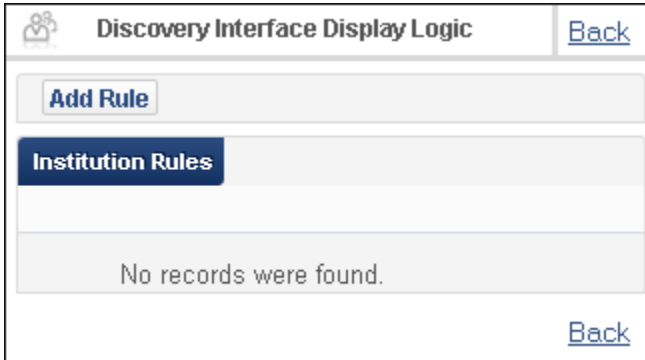 Discovery Interface Display Logic
Back
Add Rule
Institution Rules
No records were found.
Back